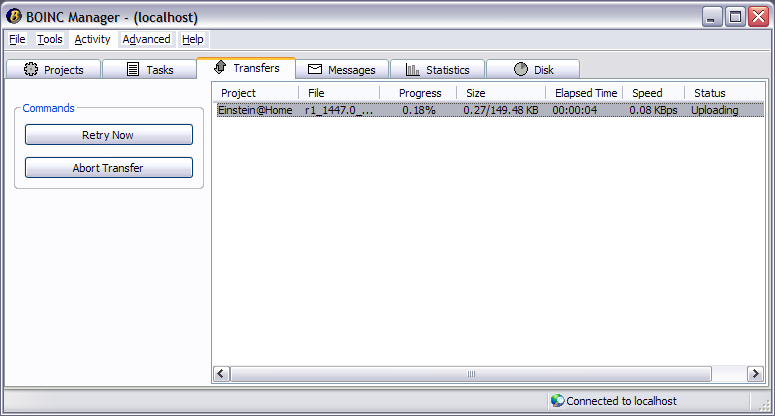 BOINC Manager - (localhost)
File Tools Activity Advanced Help
Projects Tasks Transfers Messages Statistics Disk
Commands
Retry Now
Abort Transfer
Project File Progress Size Elapsed Time Speed Status
Einstein@Home r1_1447.0_... 0.18% 0.27/149.48 KB 00:00:04 0.08 KBps Uploading
Connected to localhost